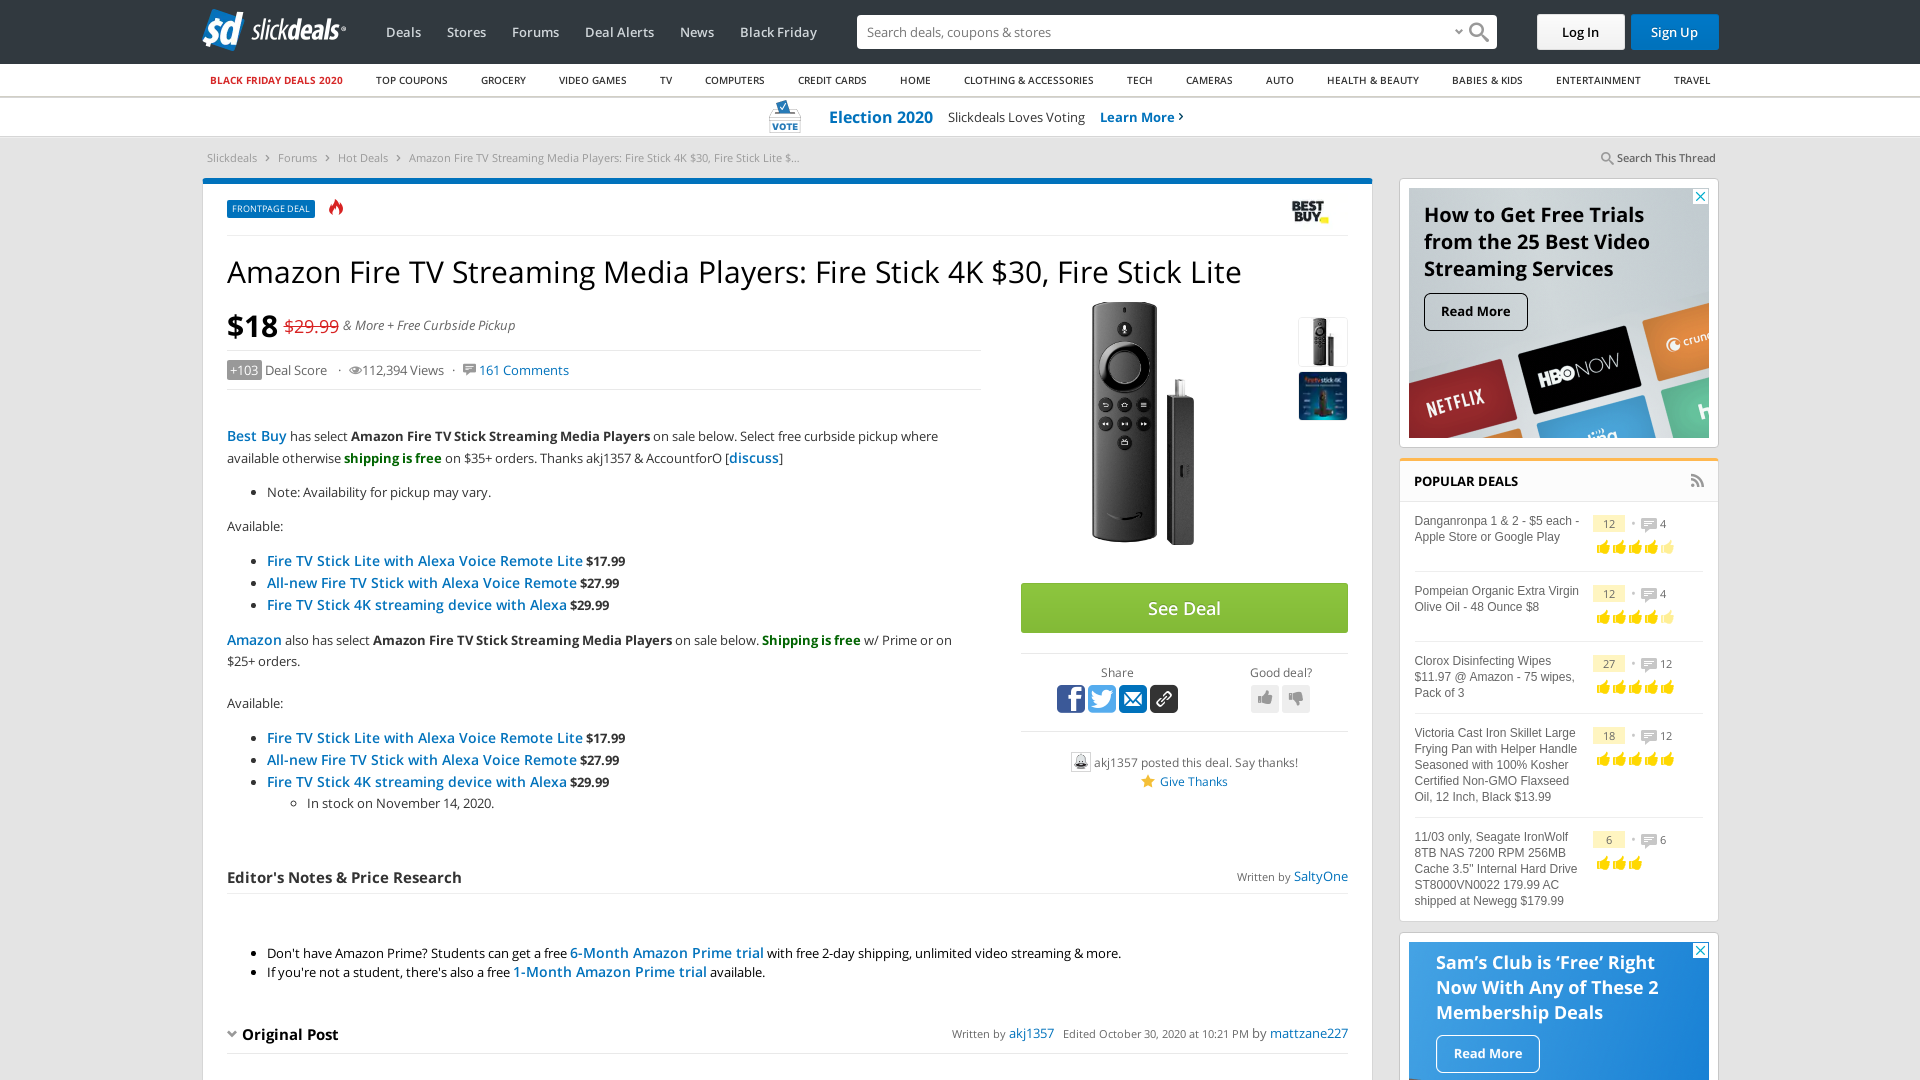 slickdeals
Deals Stores Forums Deal Alerts News Black Friday
Search deals, coupons & shopping
Log In Sign Up
BLACK FRIDAY DEALS 2020 TOP COUPONS GROCERY VIDEO GAMES TV COMPUTERS CREDIT CARDS HOME CLOTHING & ACCESSORIES TECH CAMERAS AUTO HEALTH & BEAUTY BABIES & KIDS ENTERTAINMENT TRAVEL
VOTE Election 2020 Slickdeals Loves Voting Learn More
Slickdeals Forums Hot Deals Amazon Fire TV Streaming Media Players: Fire Stick 4K $30, Fire Stick Lite $...
Search This Thread
FRONTPAGE DEAL
BEST BUY
Amazon Fire TV Streaming Media Players: Fire Stick 4K $30, Fire Stick Lite
$18 $29.99 & More + Free Curbside Pickup
+103 Deal Score · 112,394 Views · 161 Comments
Best Buy has select Amazon Fire TV Stick Streaming Media Players on sale below. Select free curbside pickup where
available otherwise shipping is free on $35+ orders. Thanks akj1357 & AccountforO [discuss]
Note: Availability for pickup may vary.
Available:
Fire TV Stick Lite with Alexa Voice Remote Lite $17.99
All-new Fire TV Stick with Alexa Voice Remote $27.99
Fire TV Stick 4K streaming device with Alexa $29.99
Amazon also has select Amazon Fire TV Stick Streaming Media Players on sale below. Shipping is free w/ Prime or on
$25+ orders.
Available:
Fire TV Stick Lite with Alexa Voice Remote Lite $17.99
All-new Fire TV Stick with Alexa Voice Remote $27.99
Fire TV Stick 4K streaming device with Alexa $29.99
In stock on November 14, 2020.
See Deal
Share Good deal?
akj1357 posted this deal. Say thanks!
Give Thanks
Editor's Notes & Price Research
Written by SaltyOne
Don't have Amazon Prime? Students can get a free 6-Month Amazon Prime trial with free 2-day shipping, unlimited video streaming & more.
If you're not a student, there's also a free 1-Month Amazon Prime trial available.
Original Post
Written by akj1357 Edited October 30, 2020 at 10:21 PM by mattzane227
How to Get Free Trials
from the 25 Best Video
Streaming Services
Read More
NETFLIX
HBO NOW
POPULAR DEALS
Danganronpa 1 & 2 - $5 each -
Apple Store or Google Play
12 · 4
Pompeian Organic Extra Virgin
Olive Oil - 48 Ounce $8
12 · 4
Clorox Disinfecting Wipes
$11.97 @ Amazon - 75 wipes,
Pack of 3
27 · 12
Victoria Cast Iron Skillet Large
Frying Pan with Helper Handle
Seasoned with 100% Kosher
Certified Non-GMO Flaxseed
Oil, 12 Inch, Black $13.99
18 · 12
11/03 only, Seagate IronWolf
8TB NAS 7200 RPM 256MB
Cache 3.5" Internal Hard Drive
ST8000VN0022 179.99 AC
shipped at Newegg $179.99
6 · 6
Sam's Club is 'Free' Right
Now With Any of These 2
Membership Deals
Read More